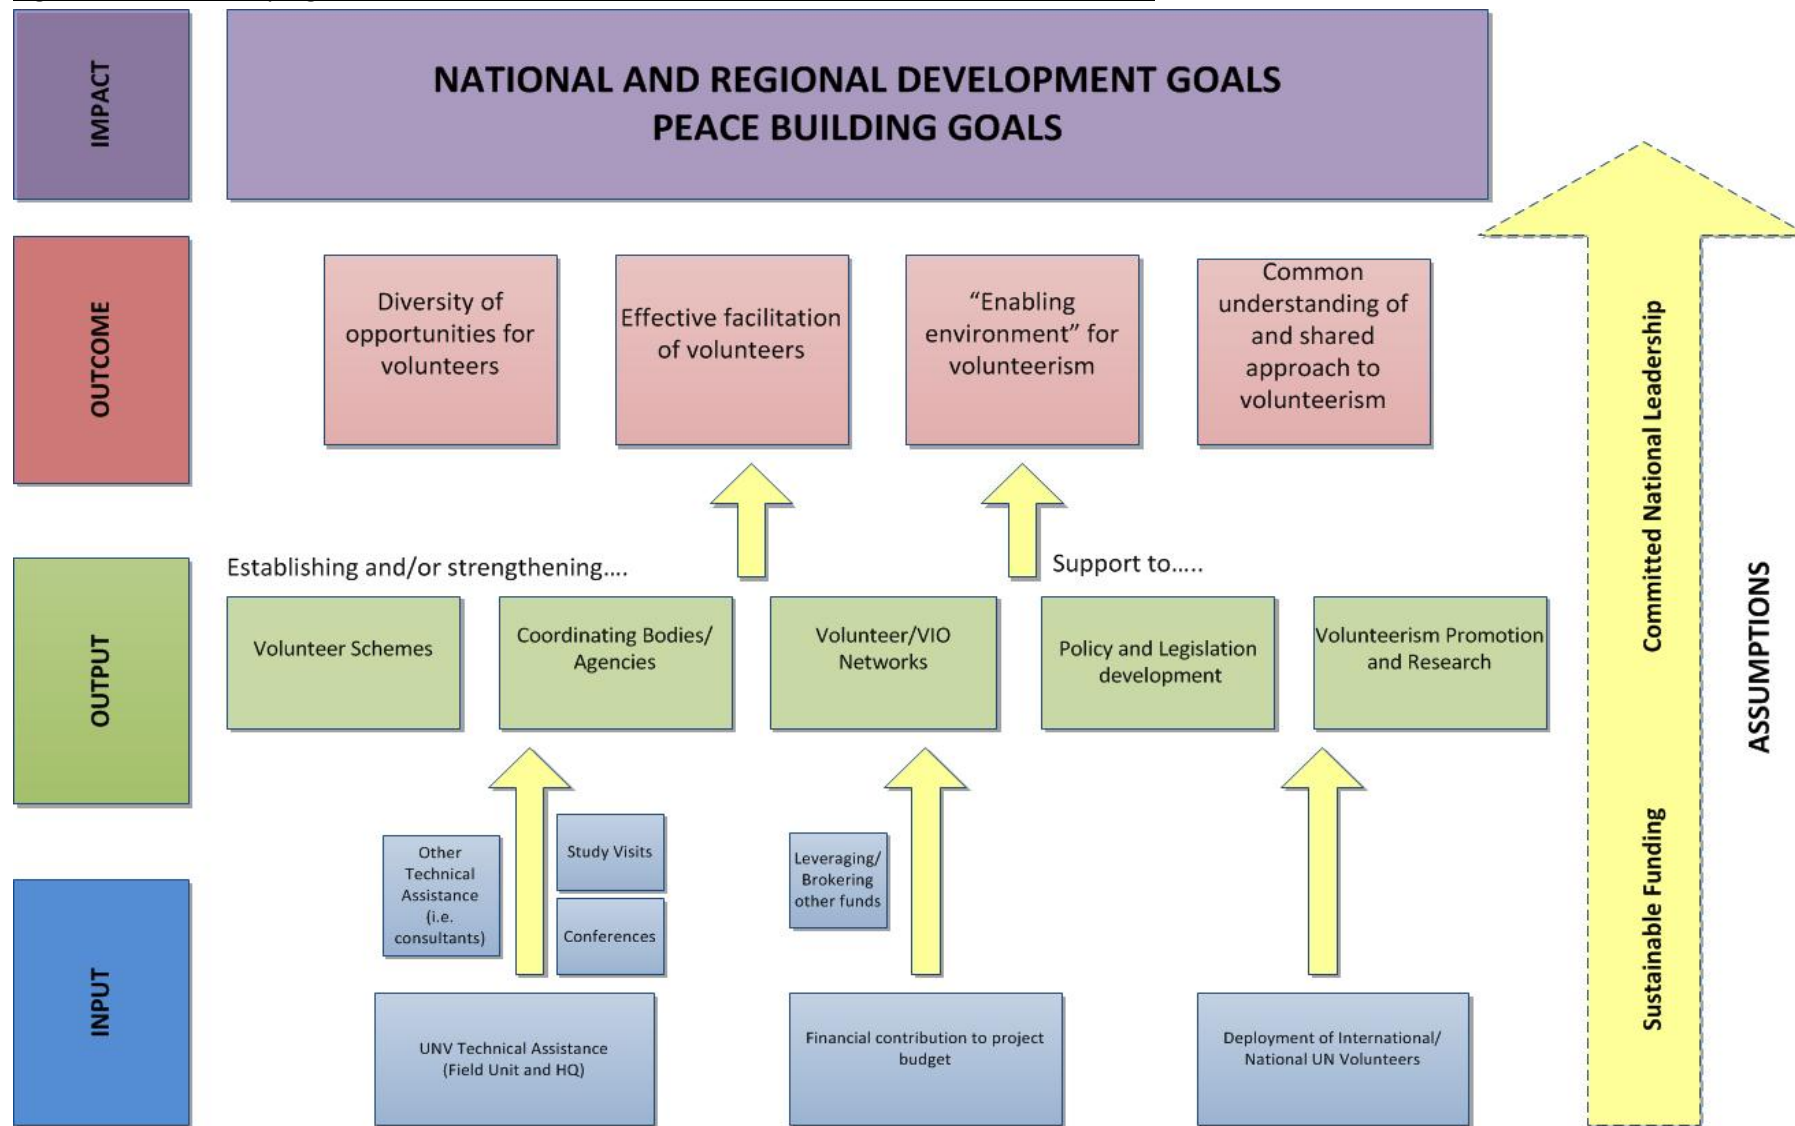 IMPACT
NATIONAL AND REGIONAL DEVELOPMENT GOALS
PEACE BUILDING GOALS
OUTCOME
Diversity of
opportunities for
volunteers
Effective facilitation
of volunteers
“Enabling
environment” for
volunteerism
Common
understanding of
and shared
approach to
volunteerism
Establishing and/or strengthening….
Support to…..
OUTPUT
Volunteer Schemes
Coordinating Bodies/
Agencies
Volunteer/VIO
Networks
Policy and Legislation
development
Volunteerism Promotion
and Research
INPUT
Other
Technical
Assistance
(i.e.
consultants)
Study Visits
Conferences
Leveraging/
Brokering
other funds
UNV Technical Assistance
(Field Unit and HQ)
Financial contribution to project
budget
Deployment of International/
National UN Volunteers
Committed National Leadership
Sustainable Funding
ASSUMPTIONS